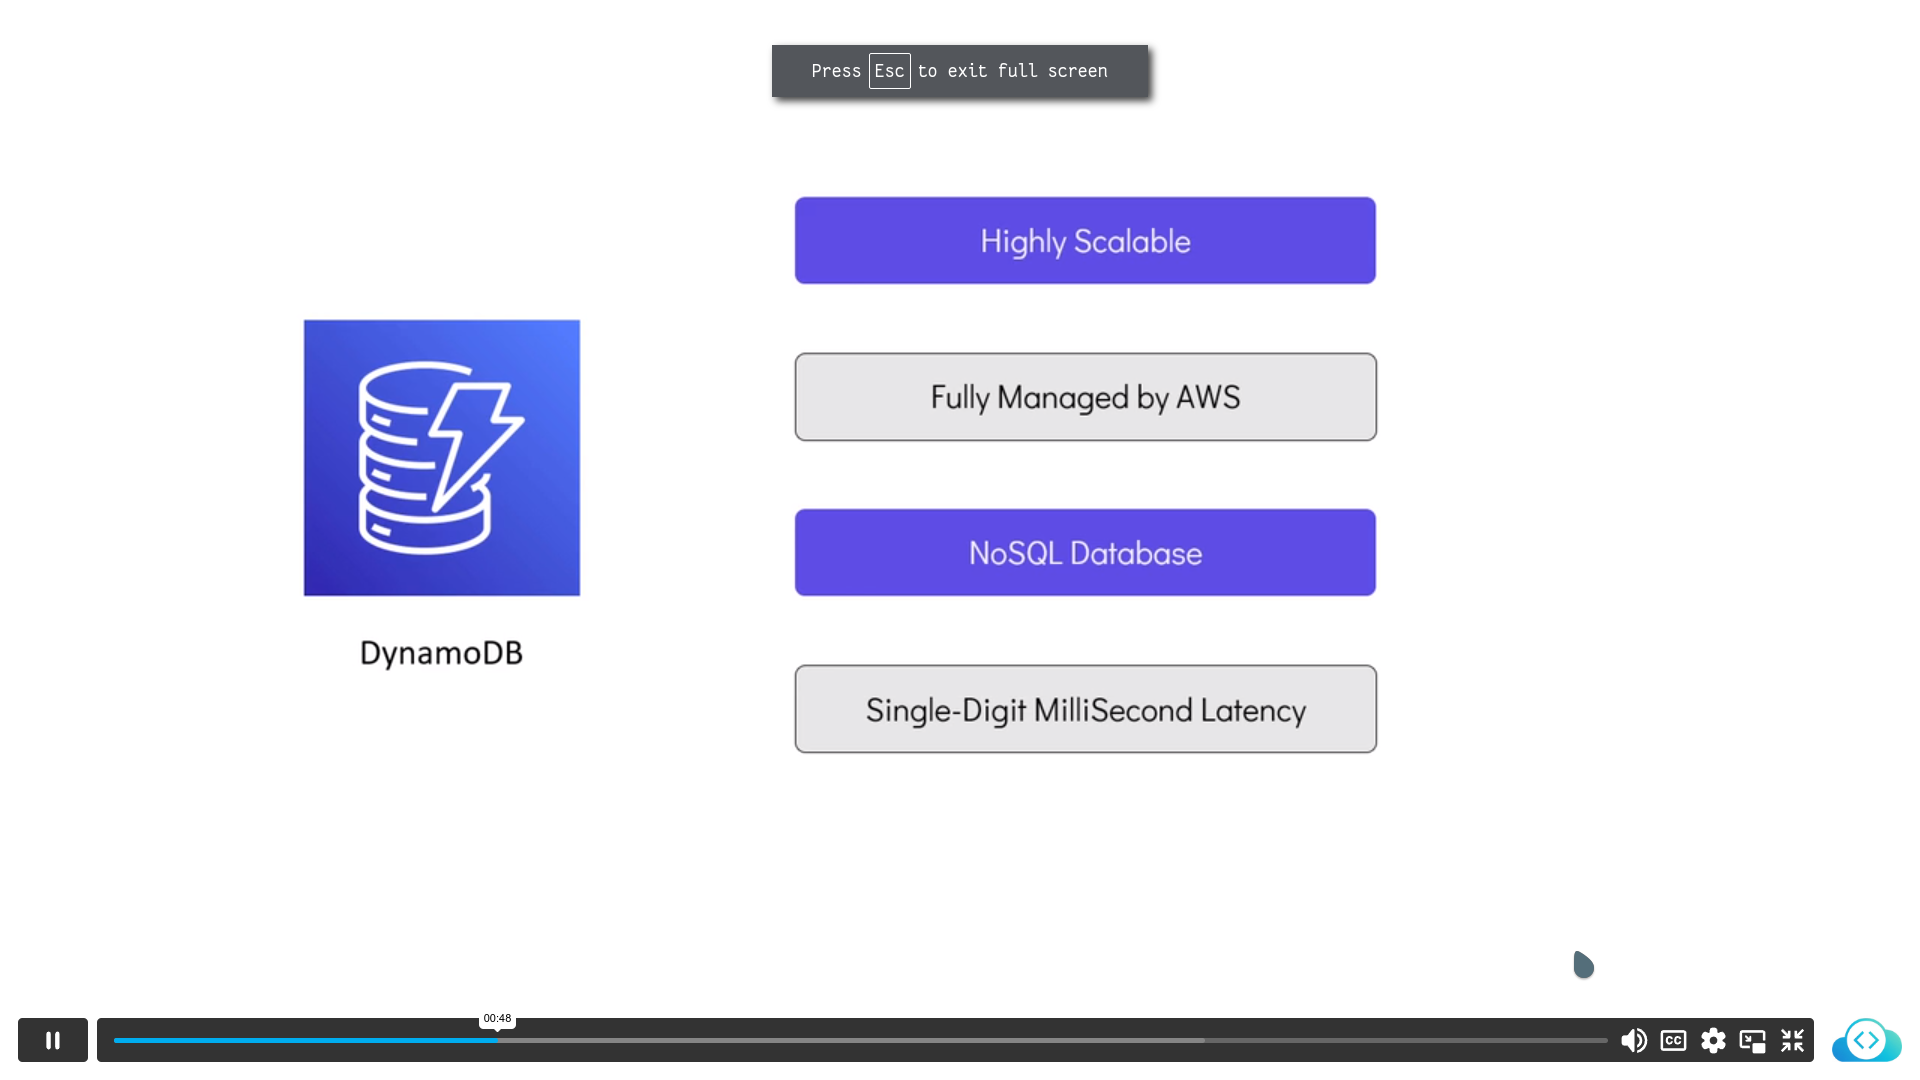 Press Esc to exit full screen
Highly Scalable
Fully Managed by AWS
NoSQL Database
Single-Digit MilliSecond Latency
DynamoDB
00:48
CC